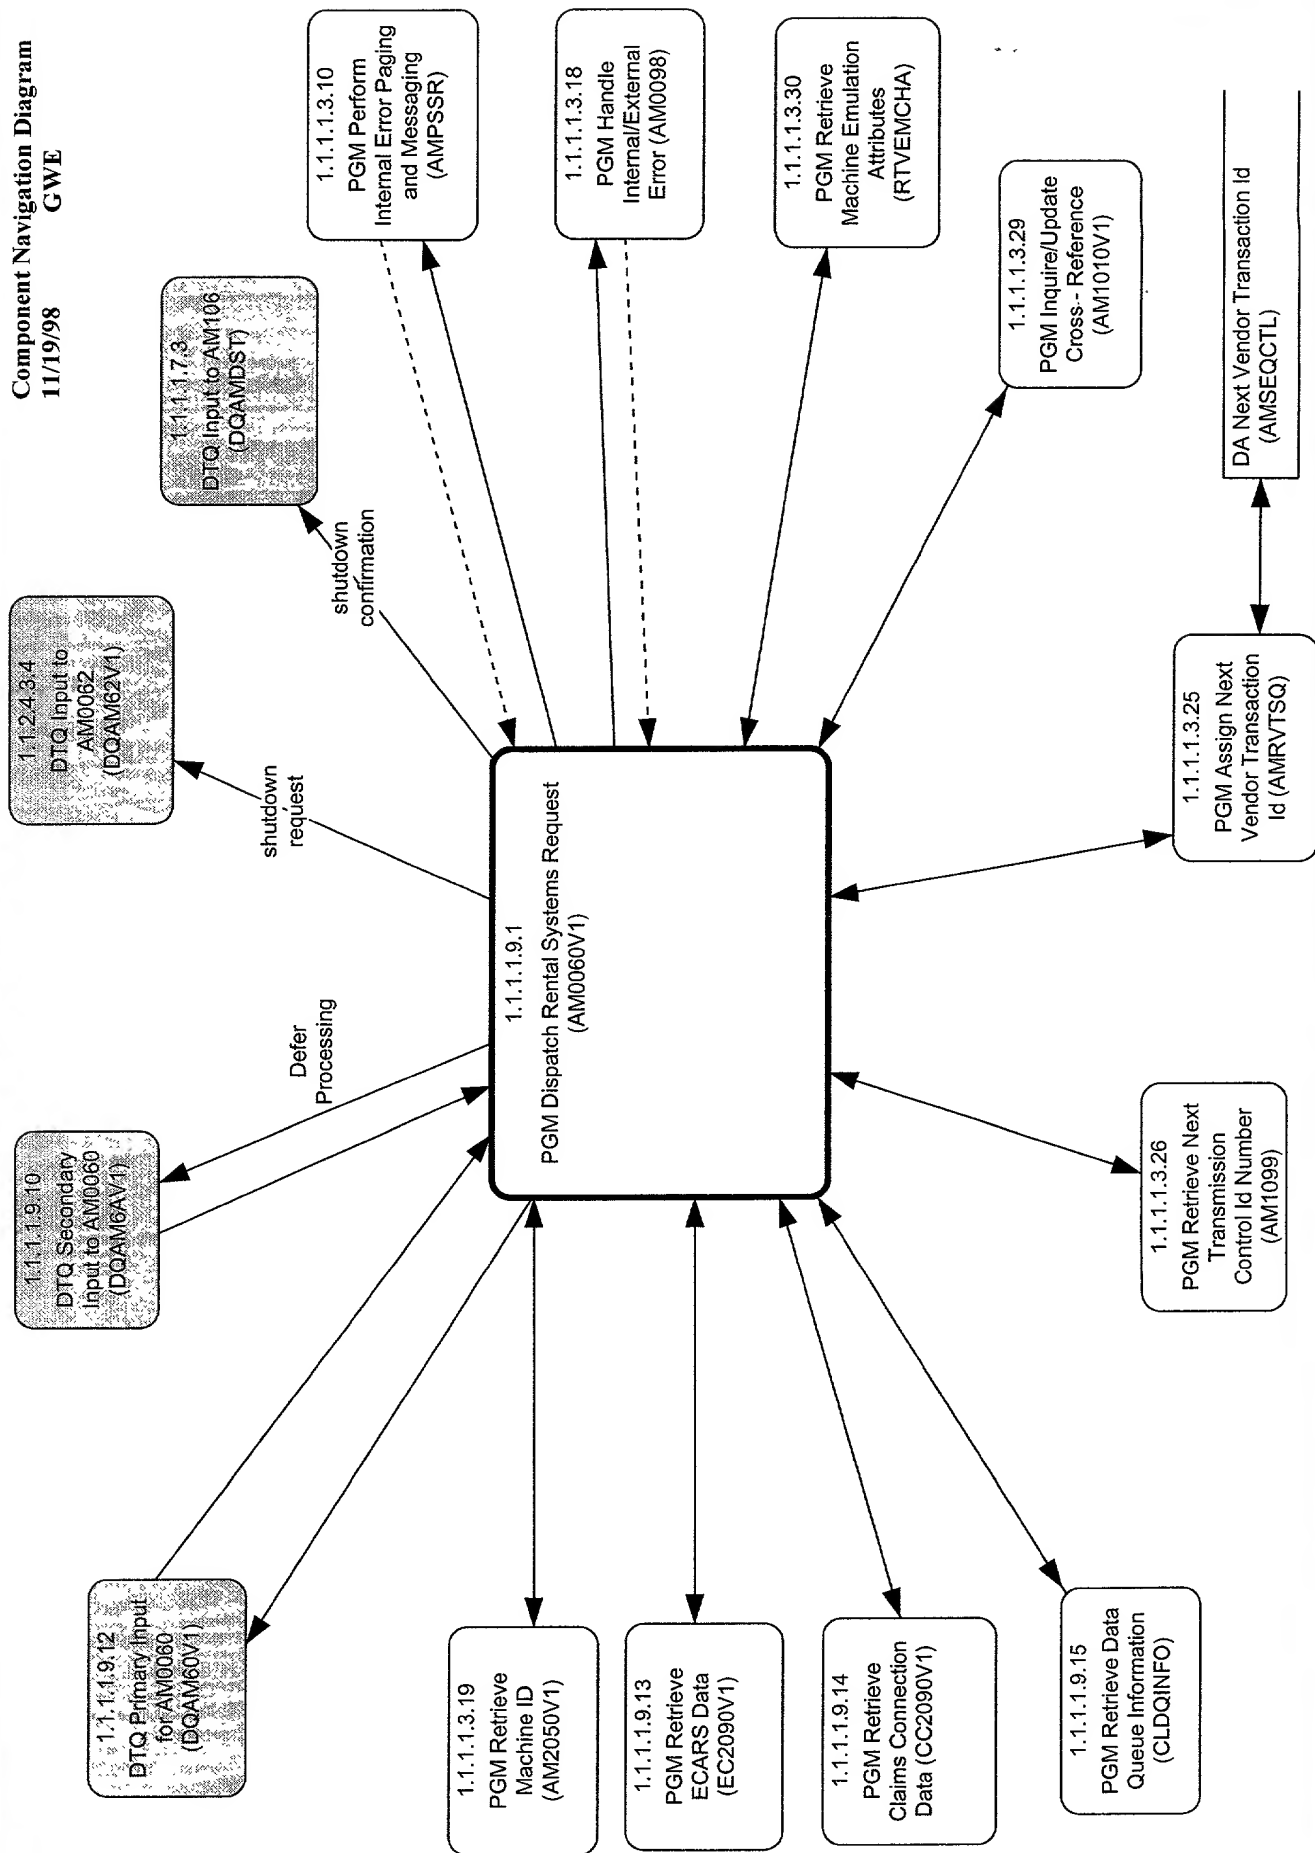 Component Navigation Diagram
11/19/98 GWE
1.1.1.1.9.12
DTQ Primary Input
for AM0060
(DQAM60V1)
1.1.1.1.9.10
DTQ Secondary
Input to AM0060
(DQAM6AV1)
Defer
Processing
1.1.2.4.3.4
DTQ Input to
AM0062
(DQAM62V1)
shutdown
request
1.1.1.1.7.3
DTQ Input to AM106
(DQAMDST)
shutdown
confirmation
1.1.1.1.3.10
PGM Perform
Internal Error Paging
and Messaging
(AMPSSR)
1.1.1.1.3.18
PGM Handle
Internal/External
Error (AM0098)
1.1.1.1.3.30
PGM Retrieve
Machine Emulation
Attributes
(RTVEMCHA)
1.1.1.1.3.29
PGM Inquire/Update
Cross - Reference
(AM1010V1)
1.1.1.1.9.1
PGM Dispatch Rental Systems Request
(AM0060V1)
1.1.1.1.3.19
PGM Retrieve
Machine ID
(AM2050V1)
1.1.1.1.9.13
PGM Retrieve
ECARS Data
(EC2090V1)
1.1.1.1.9.14
PGM Retrieve
Claims Connection
Data (CC2090V1)
1.1.1.1.9.15
PGM Retrieve Data
Queue Information
(CLDQINFO)
1.1.1.1.3.26
PGM Retrieve Next
Transmission
Control Id Number
(AM1099)
1.1.1.1.3.25
PGM Assign Next
Vendor Transaction
Id (AMRVTSQ)
DA Next Vendor Transaction Id
(AMSEQCTL)